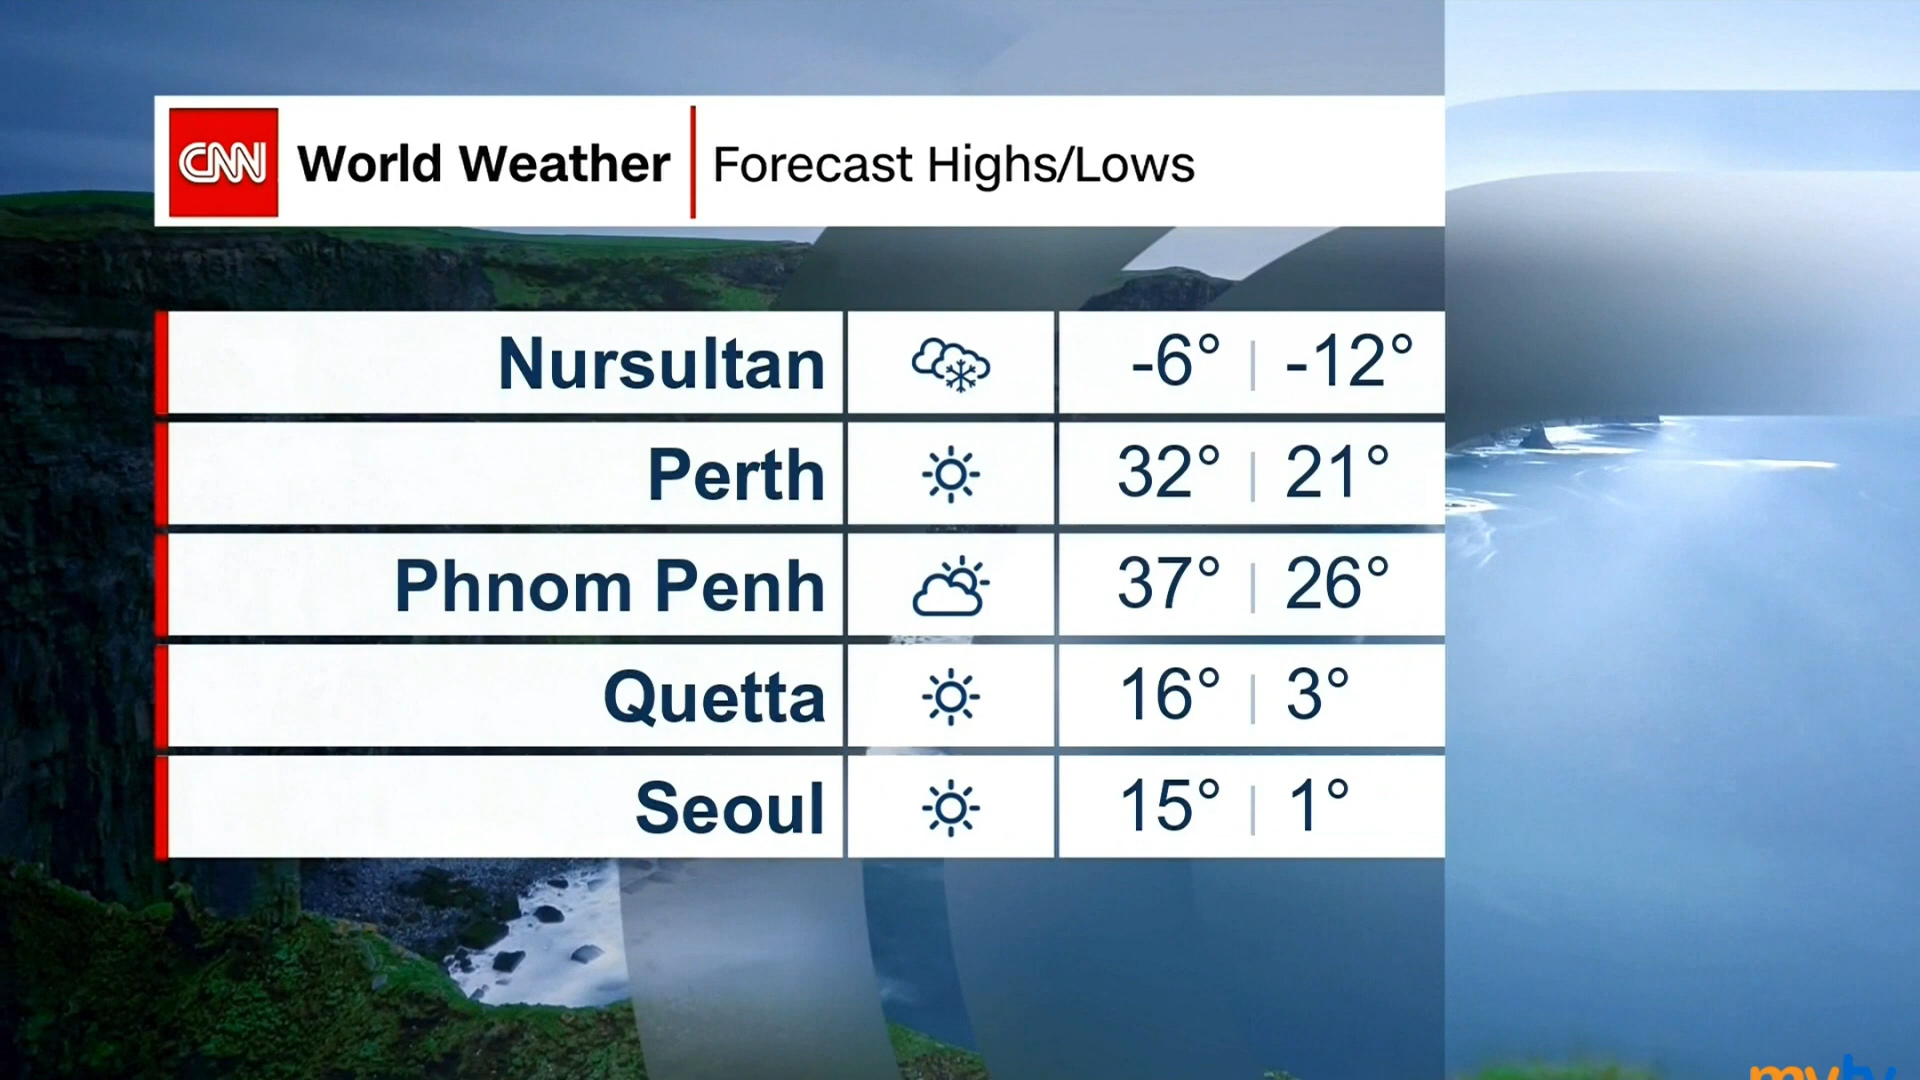 CNN World Weather Forecast Highs/Lows
Nursultan -6° | -12°
Perth 32° | 21°
Phnom Penh 37° | 26°
Quetta 16° | 3°
Seoul 15° | 1°
mytv